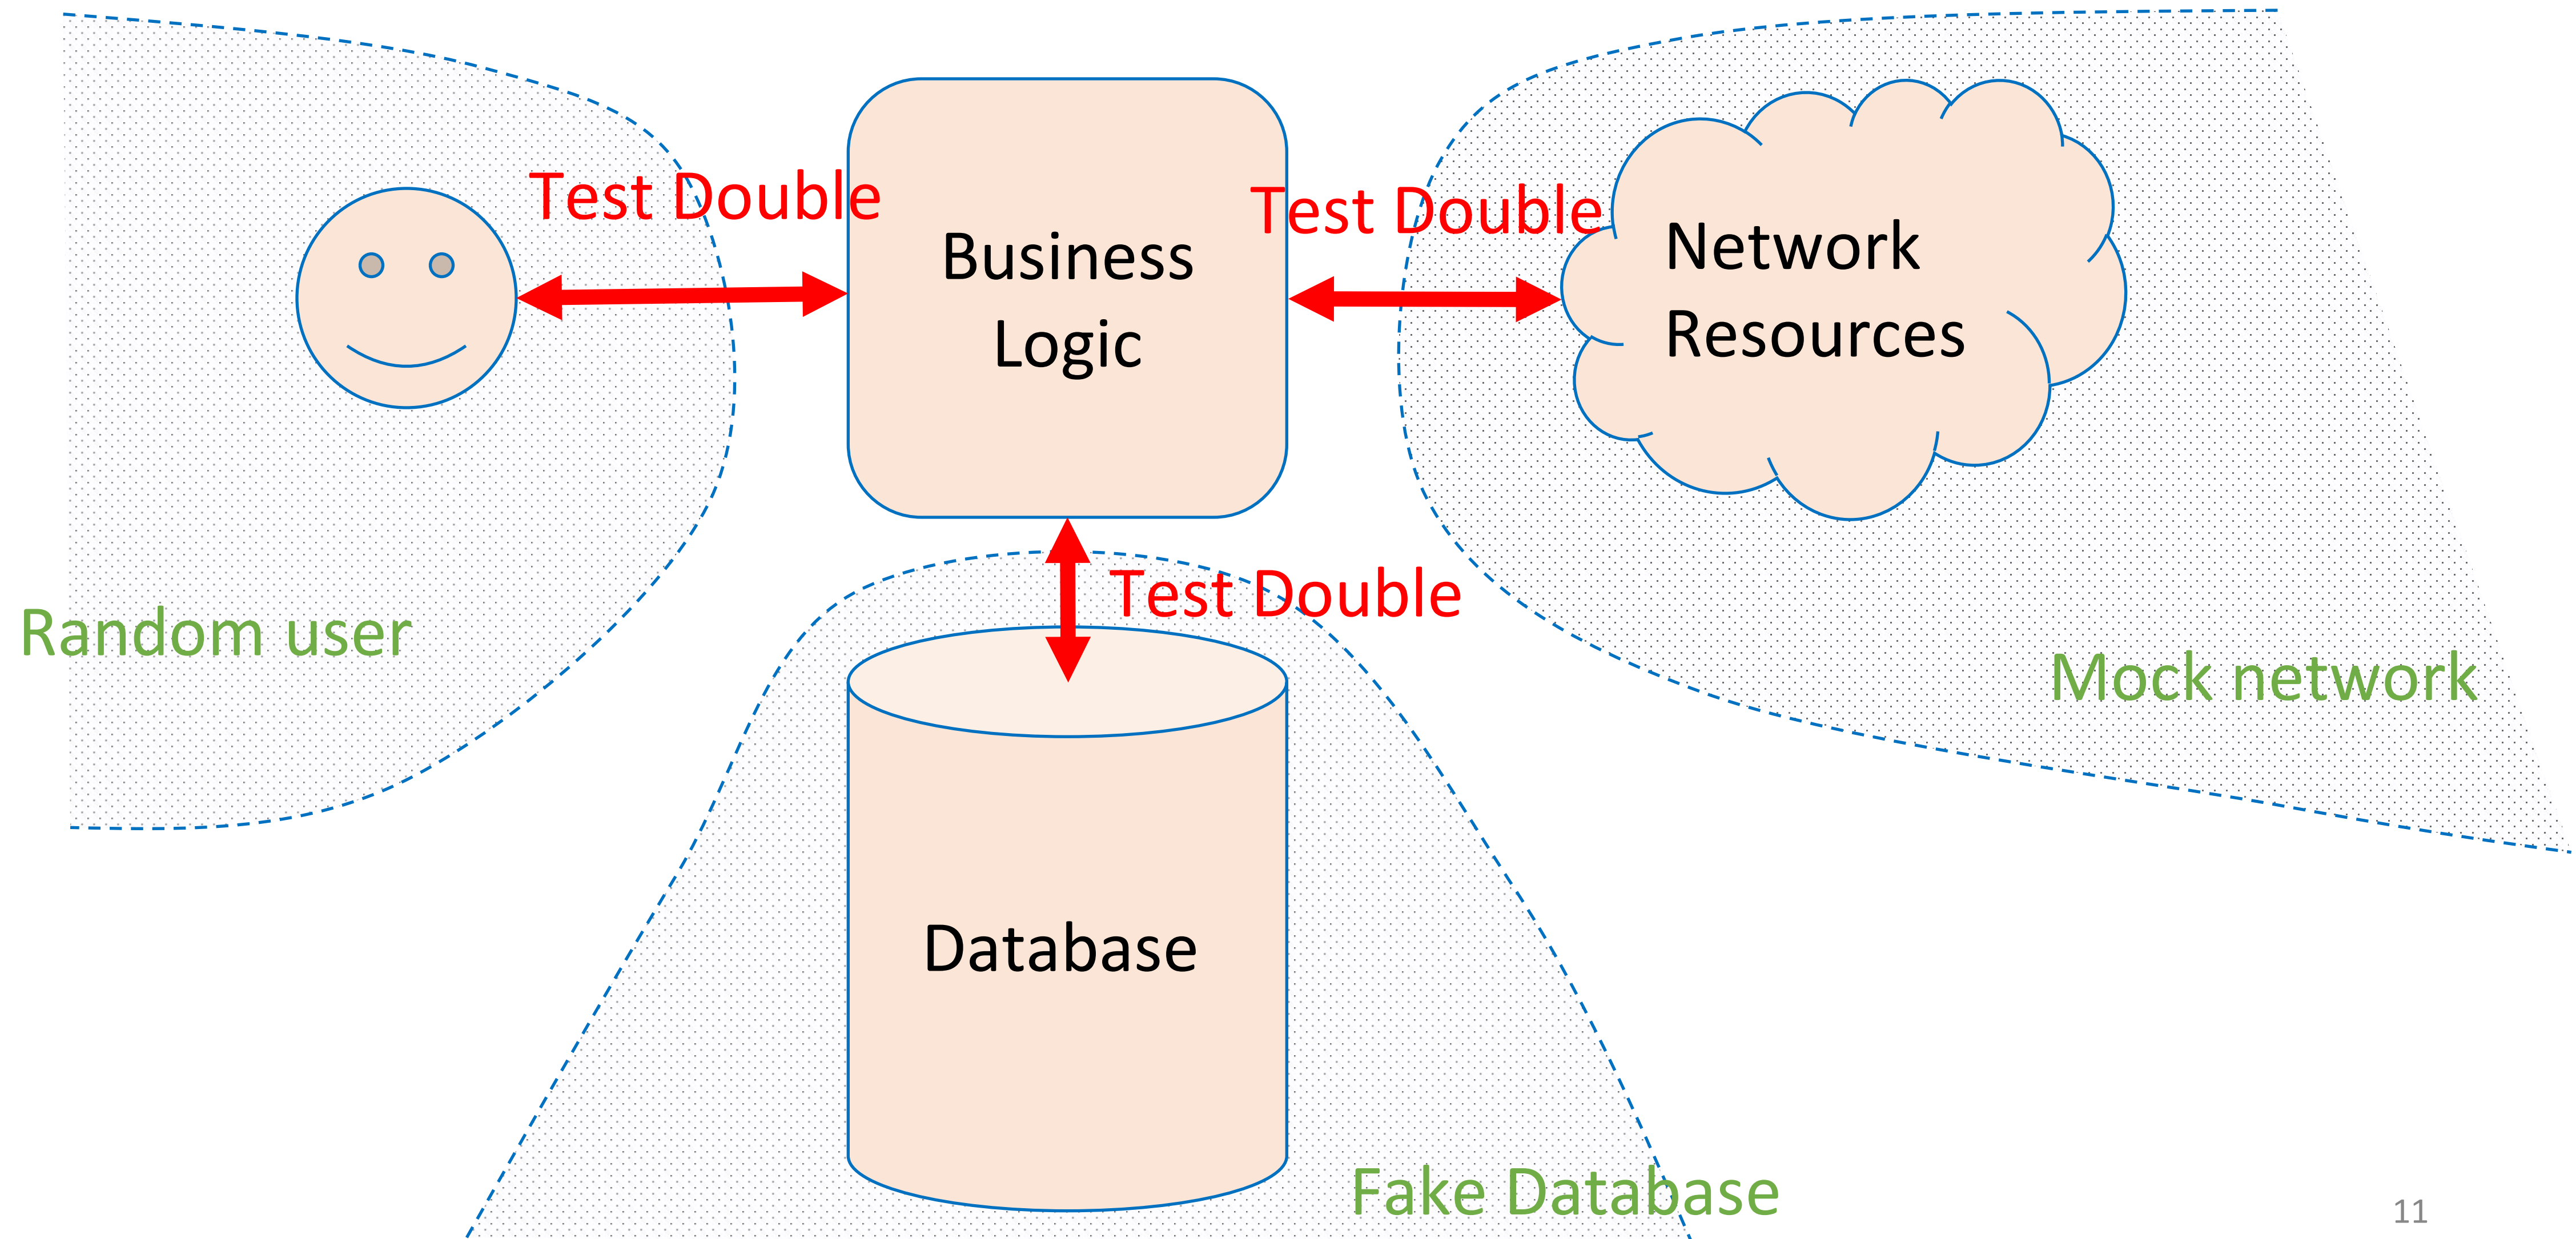 Test Double
Test Double
Business
Logic
Network
Resources
Test Double
Random user
Mock network
Database
Fake Database
11